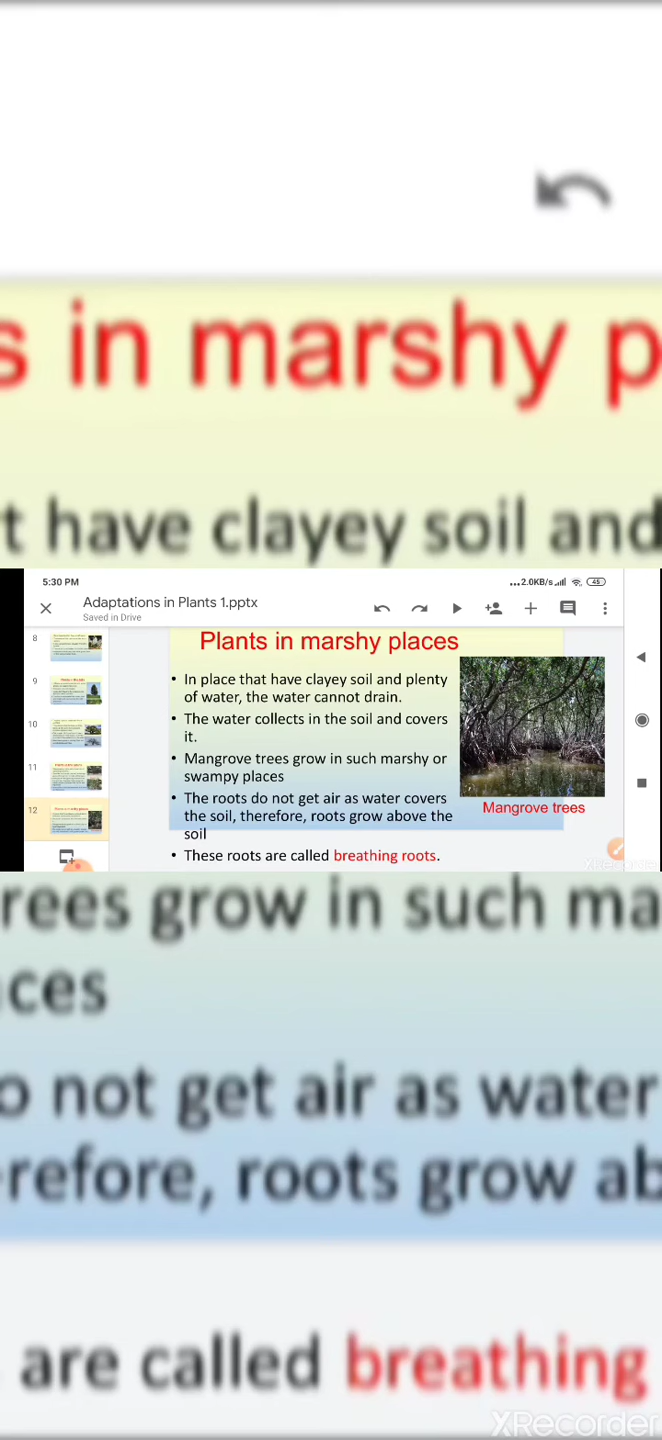 s in marshy p
t have clayey soil and
5:30 PM
...2.0KB/s
45
Adaptations in Plants 1.pptx
Saved in Drive
8
9
10
11
12
Plants in marshy places
• In place that have clayey soil and plenty
of water, the water cannot drain.
• The water collects in the soil and covers
it.
• Mangrove trees grow in such marshy or
swampy places
• The roots do not get air as water covers
the soil, therefore, roots grow above the
soil
• These roots are called breathing roots.
Mangrove trees
XRecorder
rees grow in such ma
ces
o not get air as water
refore, roots grow ab
are called breathing
XRecorder